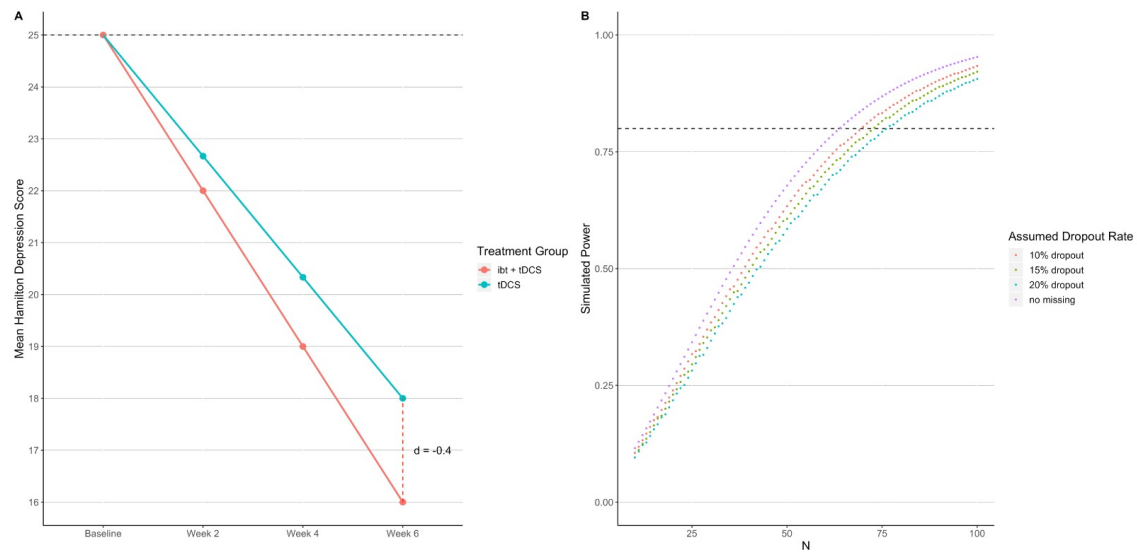 A
Mean Hamilton Depression Score
25
24
23
22
21
20
19
18
17
16
d = -0.4
Baseline
Week 2
Week 4
Week 6
Treatment Group
ibt + tDCS
tDCS
B
Simulated Power
1.00
0.75
0.50
0.25
0.00
25
50
75
100
N
Assumed Dropout Rate
10% dropout
15% dropout
20% dropout
no missing